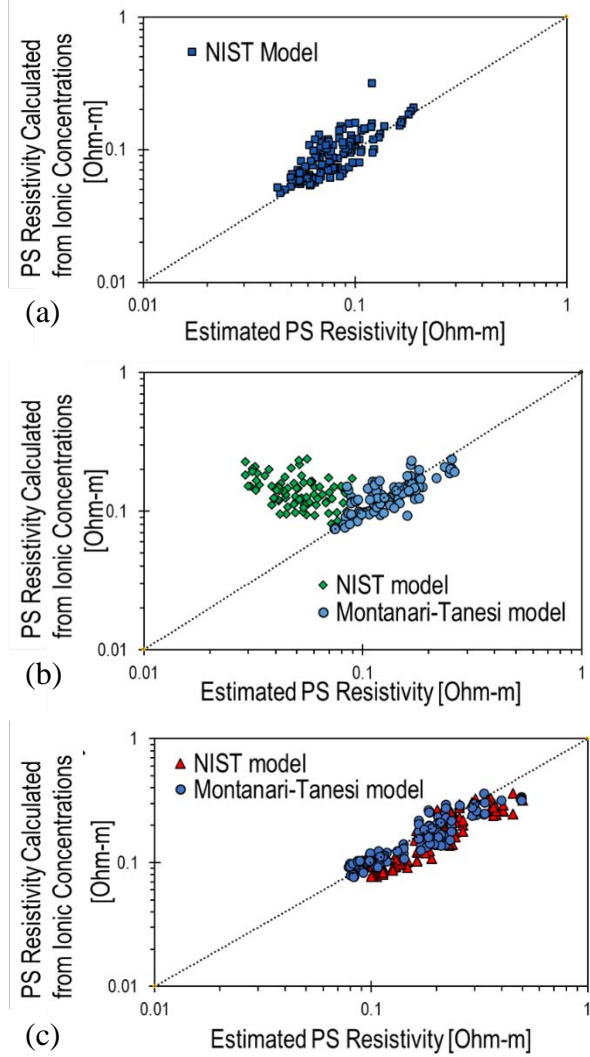 1
NIST Model
0.1
0.01
0.01
0.1
1
PS Resistivity Calculated
from Ionic Concentrations
[Ohm-m]
Estimated PS Resistivity [Ohm-m]
(a)
1
0.1
NIST model
Montanari-Tanesi model
0.01
0.01
0.1
1
PS Resistivity Calculated
from Ionic Concentrations
[Ohm-m]
Estimated PS Resistivity [Ohm-m]
(b)
1
NIST model
Montanari-Tanesi model
0.1
0.01
0.01
0.1
1
PS Resistivity Calculated
from Ionic Concentrations
[Ohm-m]
Estimated PS Resistivity [Ohm-m]
(c)